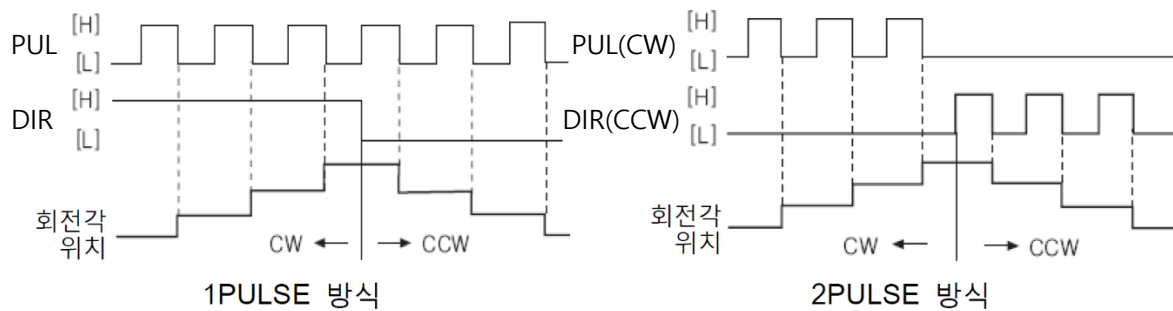 PUL [H]
[L]
DIR [H]
[L]
회전각
위치
CW CCW
1PULSE 방식
PUL(CW) [H]
[L]
DIR(CCW) [H]
[L]
회전각
위치
CW CCW
2PULSE 방식